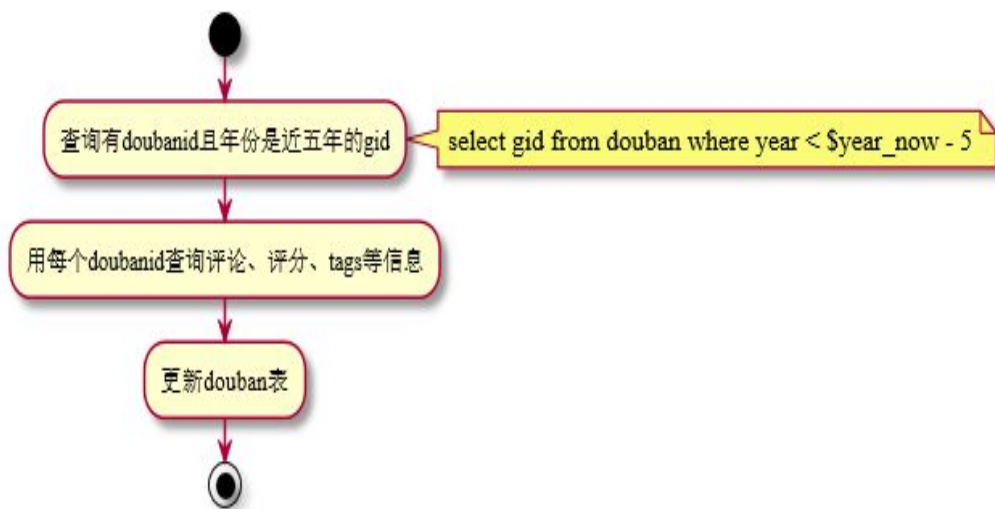 查询有doubanid且年份是近五年的gid
select gid from douban where year < $year_now - 5
用每个doubanid查询评论、评分、tags等信息
更新douban表